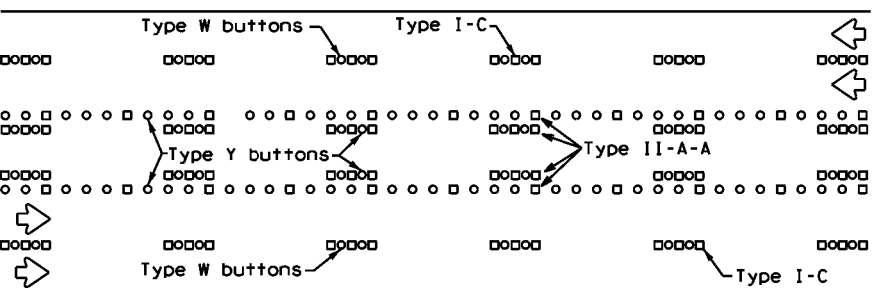 Type W buttons
Type I-C
Type Y buttons
Type II-A-A
Type W buttons
Type I-C